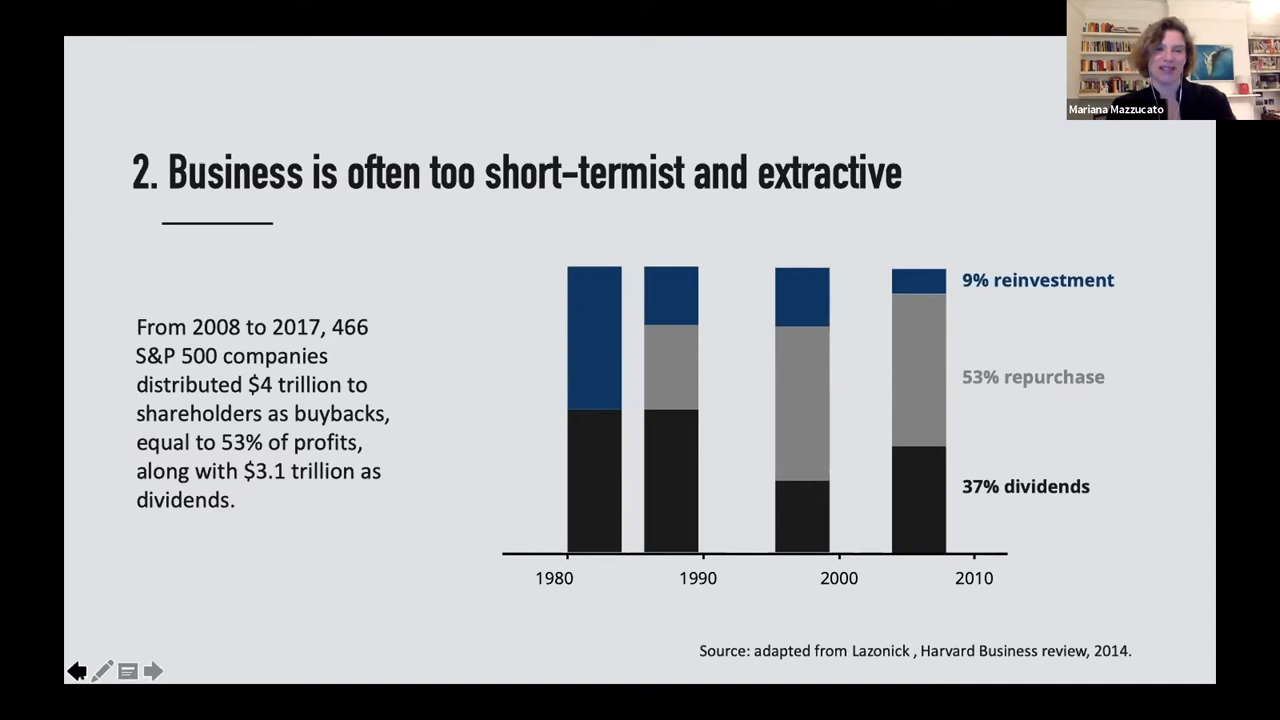 Mariana Mazzucato
2. Business is often too short-termist and extractive
From 2008 to 2017, 466
S&P 500 companies
distributed $4 trillion to
shareholders as buybacks,
equal to 53% of profits,
along with $3.1 trillion as
dividends.
9% reinvestment
53% repurchase
37% dividends
1980 1990 2000 2010
Source: adapted from Lazonick , Harvard Business review, 2014.